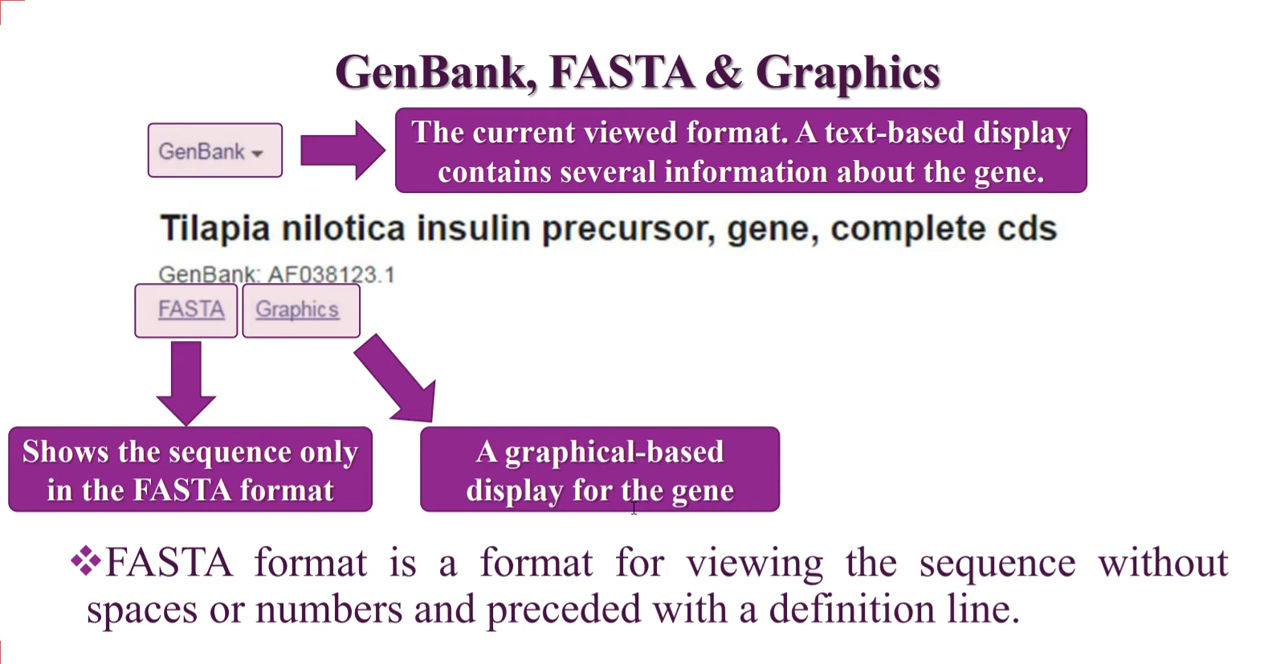 GenBank, FASTA & Graphics
GenBank
The current viewed format. A text-based display
contains several information about the gene.
Tilapia nilotica insulin precursor, gene, complete cds
GenBank: AF038123.1
FASTA Graphics
Shows the sequence only
in the FASTA format
A graphical-based
display for the gene
❖FASTA format is a format for viewing the sequence without
spaces or numbers and preceded with a definition line.